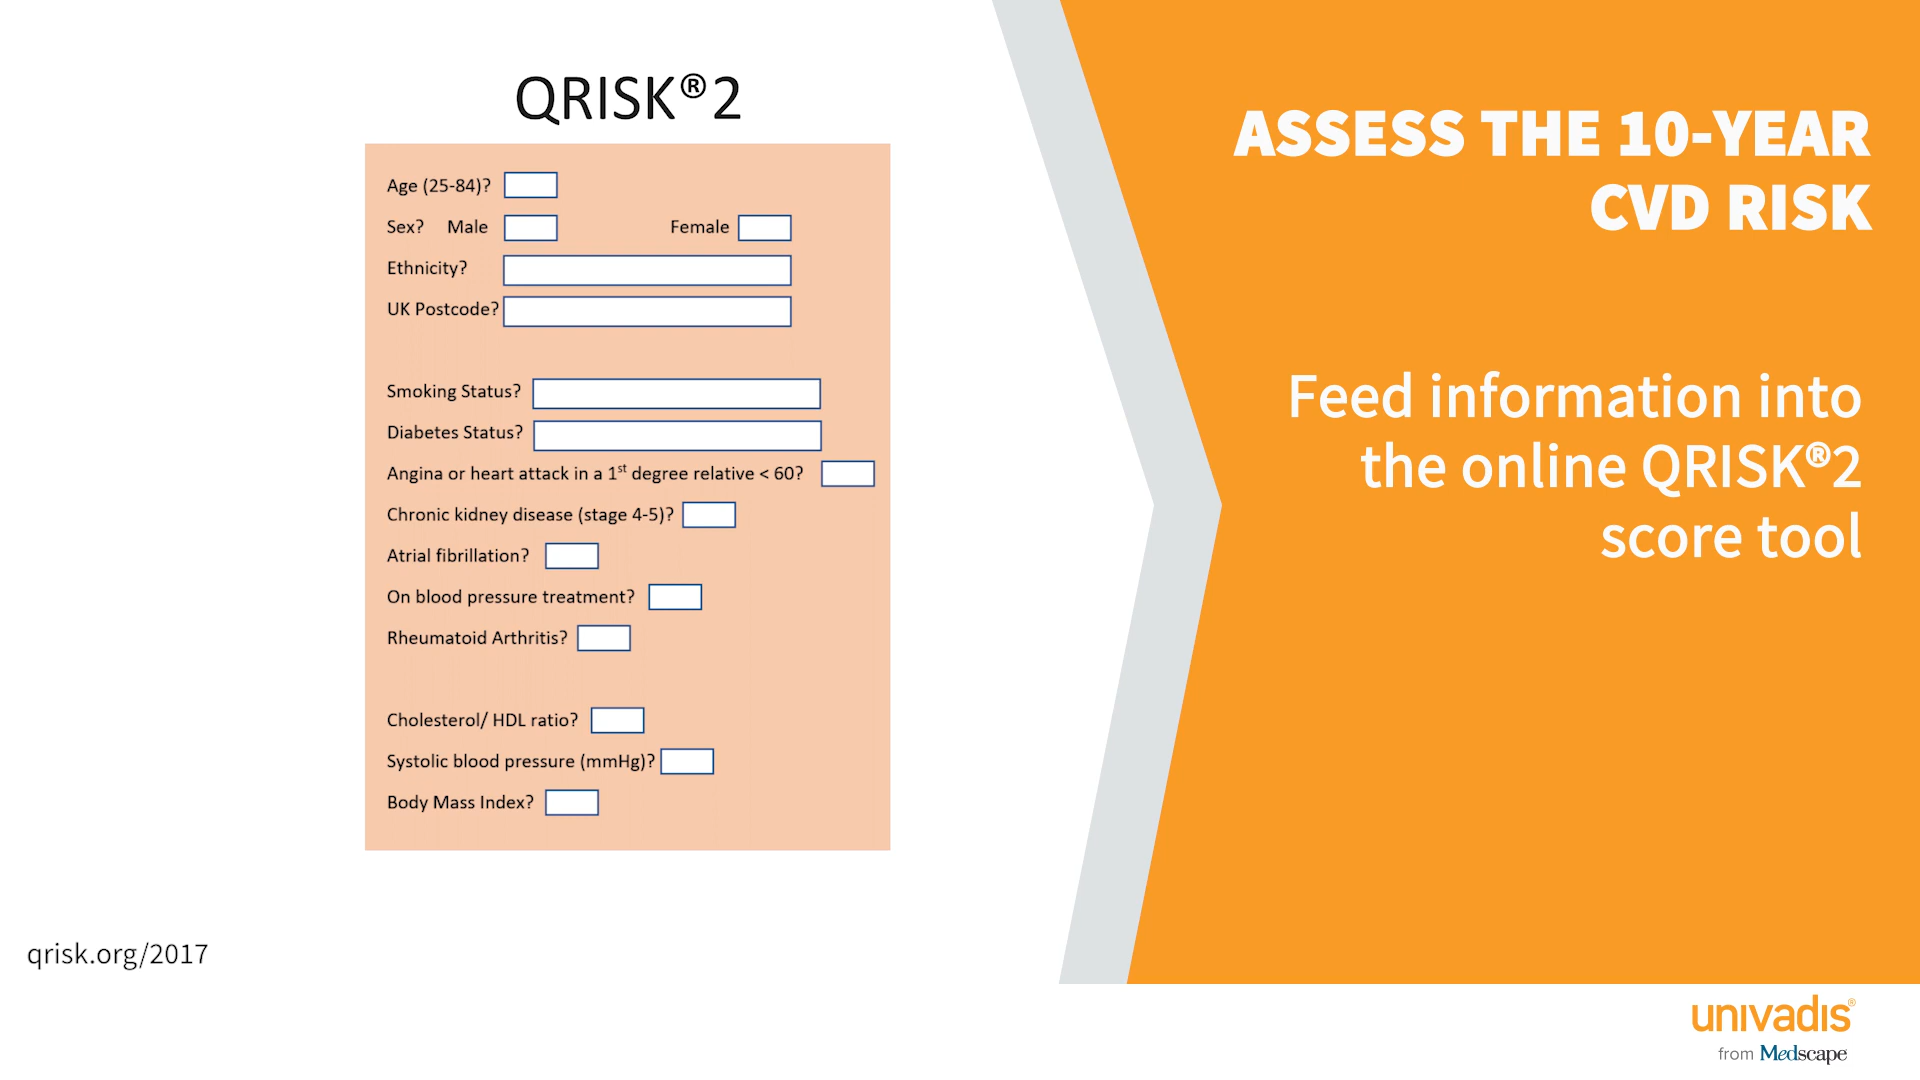 QRISK®2
Age (25-84)?
Sex? Male Female
Ethnicity?
UK Postcode?
Smoking Status?
Diabetes Status?
Angina or heart attack in a 1st degree relative < 60?
Chronic kidney disease (stage 4-5)?
Atrial fibrillation?
On blood pressure treatment?
Rheumatoid Arthritis?
Cholesterol/ HDL ratio?
Systolic blood pressure (mmHg)?
Body Mass Index?
qrisk.org/2017
ASSESS THE 10-YEAR
CVD RISK
Feed information into
the online QRISK®2
score tool
univadis®
from Medscape